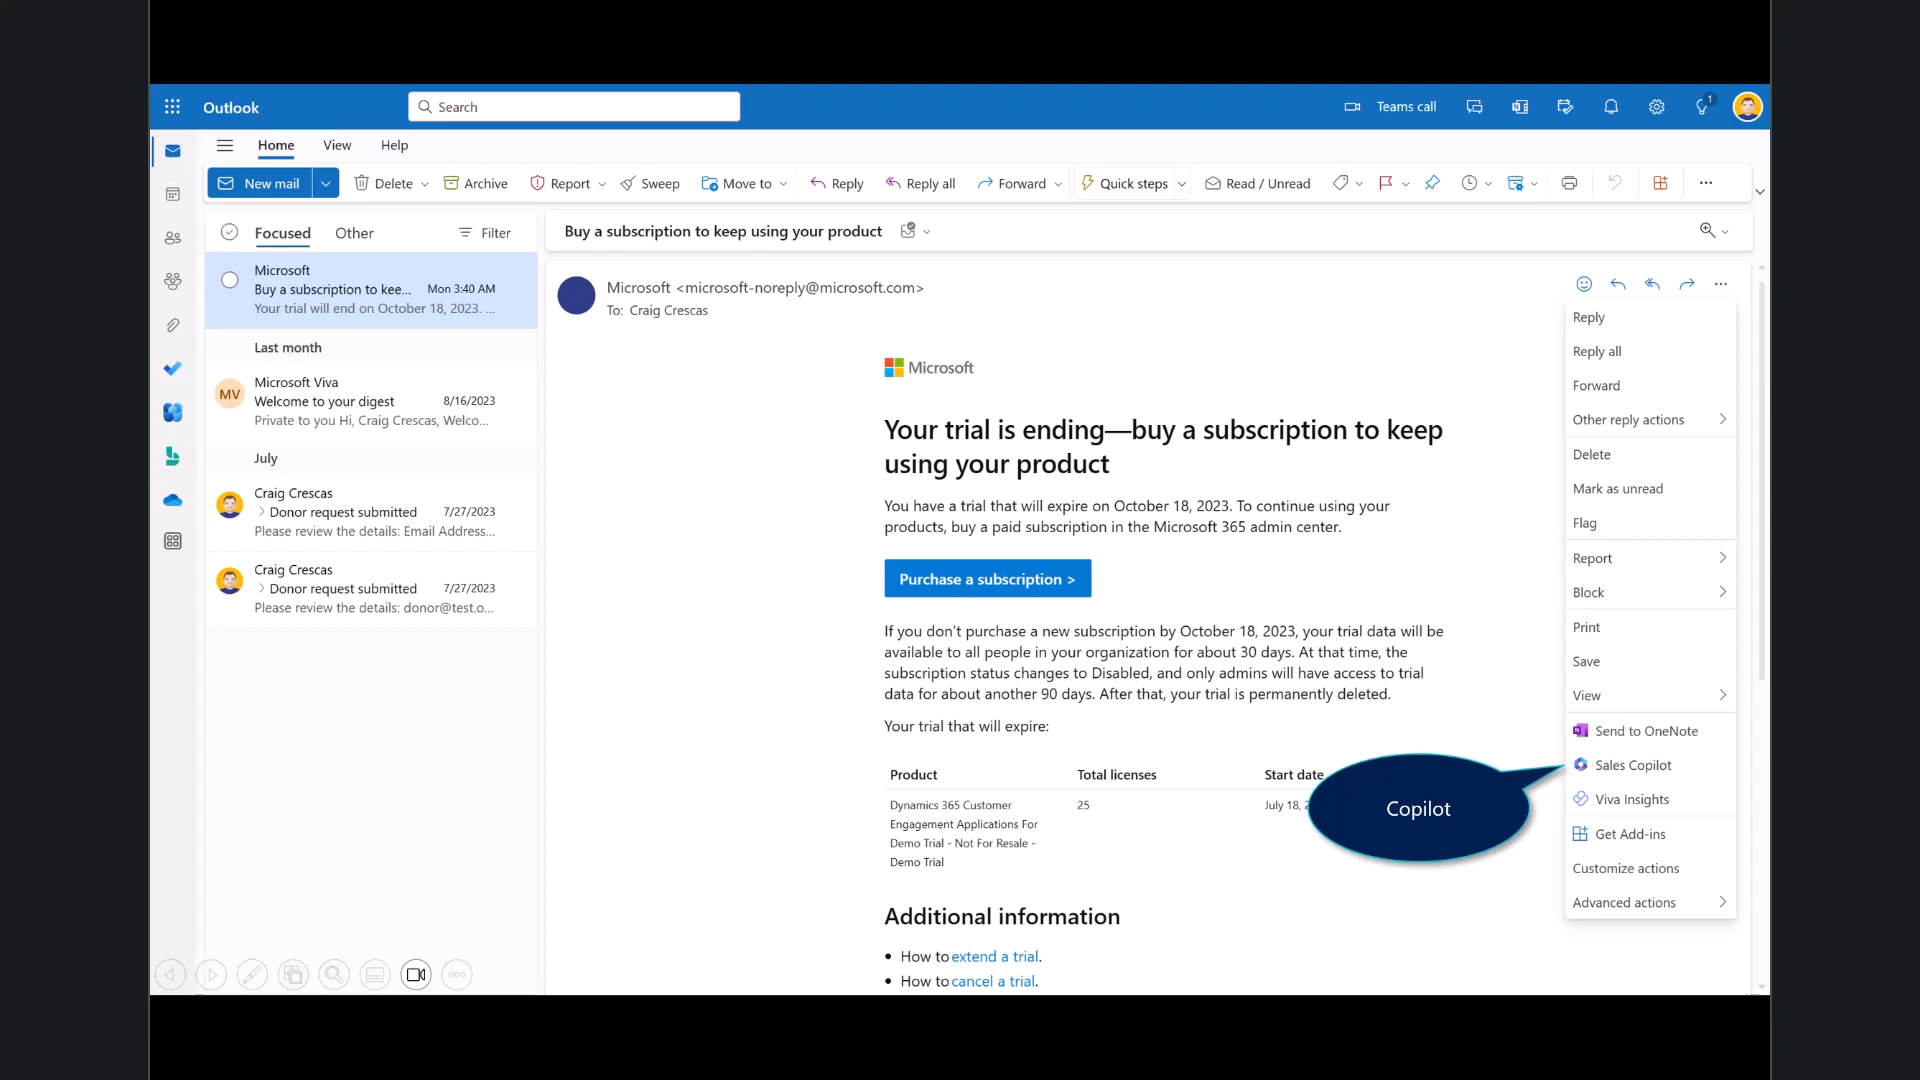 Outlook
Search
Teams call
1
Home View Help
New mail Delete Archive Report Sweep Move to Reply Reply all Forward Quick steps Read / Unread
Focused Other Filter
Microsoft
Buy a subscription to kee... Mon 3:40 AM
Your trial will end on October 18, 2023. ...
Last month
MV
Microsoft Viva
Welcome to your digest 8/16/2023
Private to you Hi, Craig Crescas, Welco...
July
Craig Crescas
Donor request submitted 7/27/2023
Please review the details: Email Address...
Craig Crescas
Donor request submitted 7/27/2023
Please review the details: donor@test.o...
Buy a subscription to keep using your product
Microsoft <microsoft-noreply@microsoft.com>
To: Craig Crescas
Microsoft
Your trial is ending—buy a subscription to keep
using your product
You have a trial that will expire on October 18, 2023. To continue using your
products, buy a paid subscription in the Microsoft 365 admin center.
Purchase a subscription >
If you don't purchase a new subscription by October 18, 2023, your trial data will be
available to all people in your organization for about 30 days. At that time, the
subscription status changes to Disabled, and only admins will have access to trial
data for about another 90 days. After that, your trial is permanently deleted.
Your trial that will expire:
Product Total licenses Start date
Dynamics 365 Customer 25 July 18, 2
Engagement Applications For
Demo Trial - Not For Resale -
Demo Trial
Additional information
• How to extend a trial.
• How to cancel a trial.
Copilot
Reply
Reply all
Forward
Other reply actions
Delete
Mark as unread
Flag
Report
Block
Print
Save
View
Send to OneNote
Sales Copilot
Viva Insights
Get Add-ins
Customize actions
Advanced actions